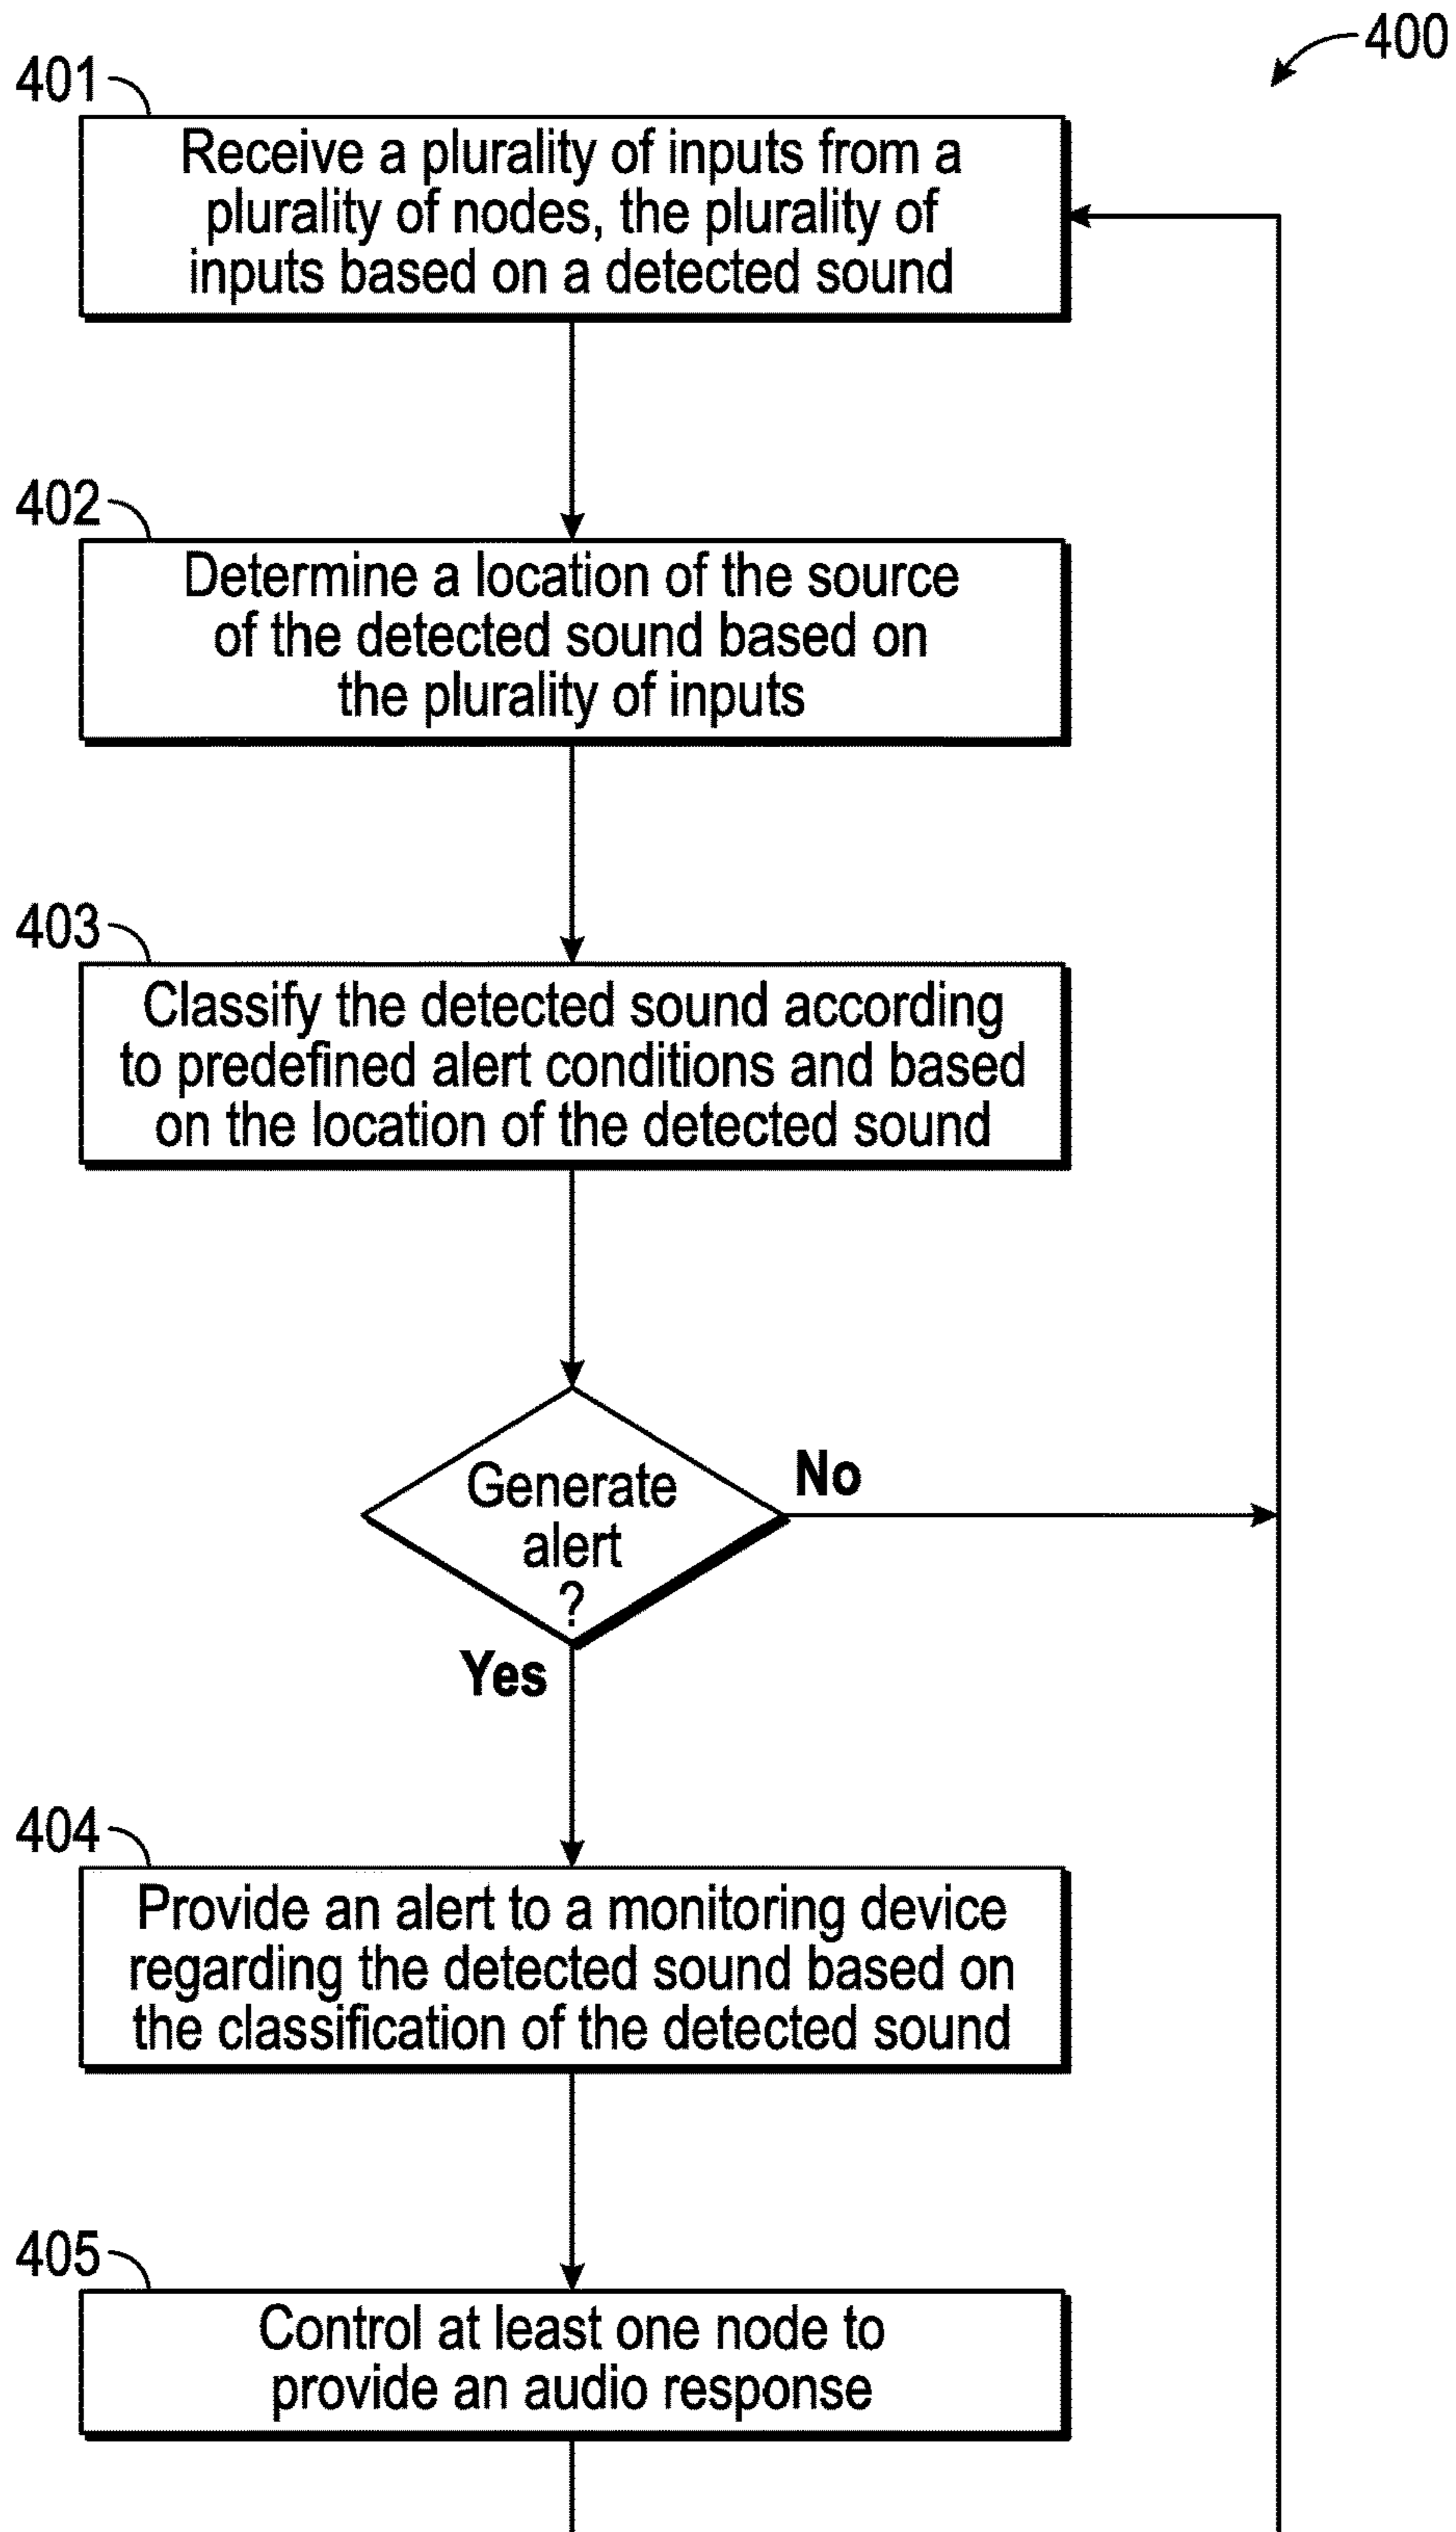 400
401
Receive a plurality of inputs from a
plurality of nodes, the plurality of
inputs based on a detected sound
402
Determine a location of the source
of the detected sound based on
the plurality of inputs
403
Classify the detected sound according
to predefined alert conditions and based
on the location of the detected sound
Generate
alert
?
No
Yes
404
Provide an alert to a monitoring device
regarding the detected sound based on
the classification of the detected sound
405
Control at least one node to
provide an audio response